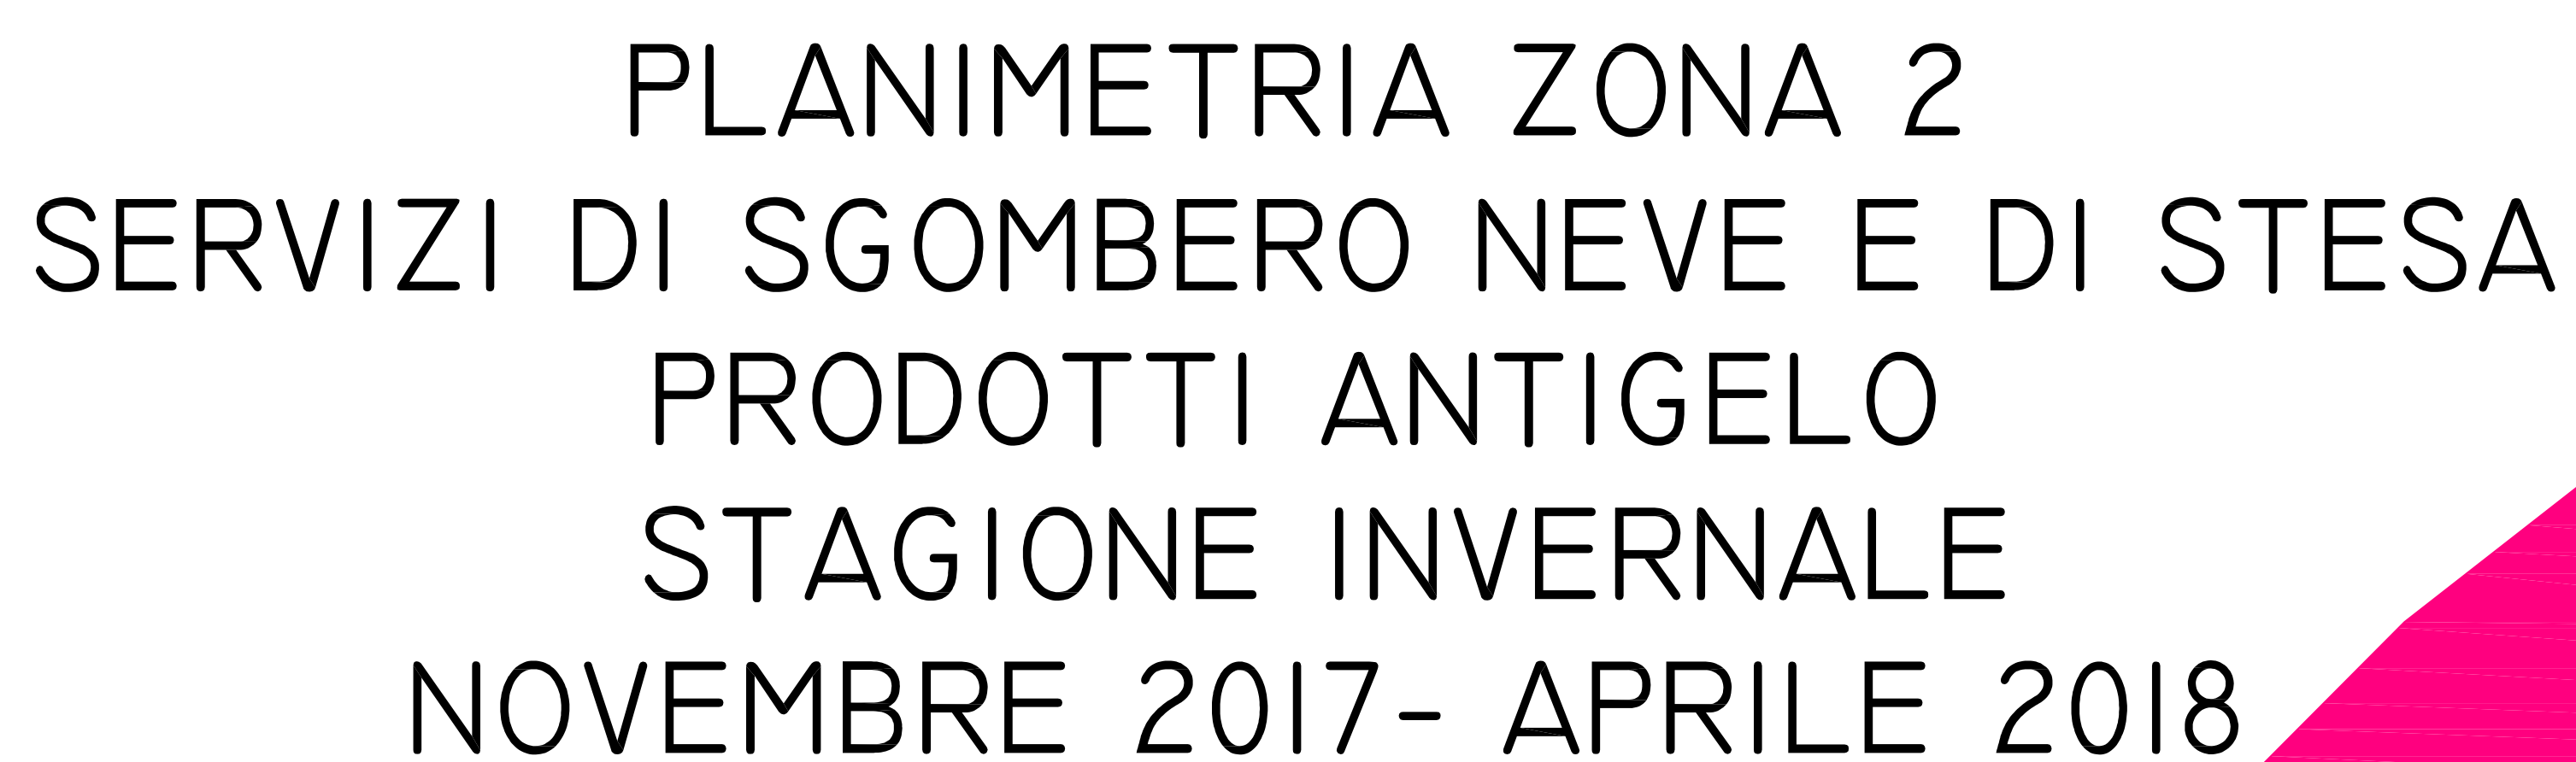 PLANIMETRIA ZONA 2
SERVIZI DI SGOMBERO NEVE E DI STESA
PRODOTTI ANTIGELO
STAGIONE INVERNALE
NOVEMBRE 2017- APRILE 2018